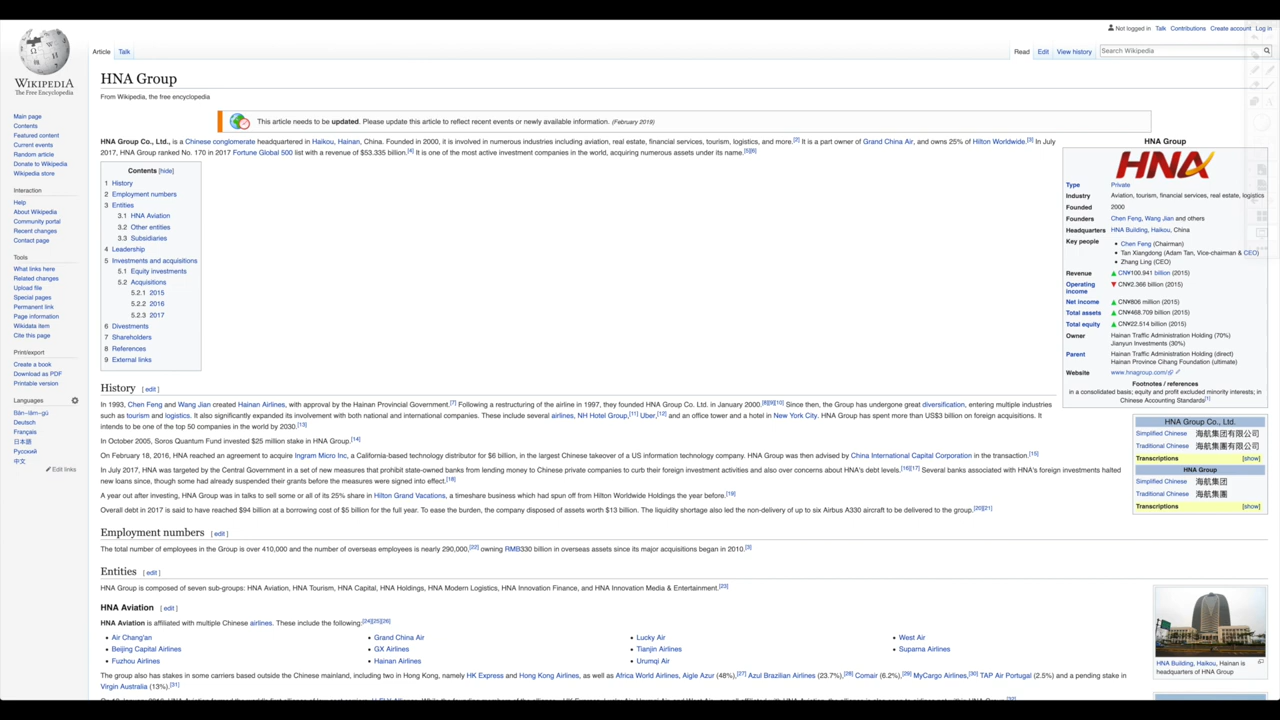 Not logged in Talk Contributions Create account Log in
Article Talk
Read Edit View history Search Wikipedia
WIKIPEDIA
The Free Encyclopedia
Main page
Contents
Featured content
Current events
Random article
Donate to Wikipedia
Wikipedia store
Interaction
Help
About Wikipedia
Community portal
Recent changes
Contact page
Tools
What links here
Related changes
Upload file
Special pages
Permanent link
Page information
Wikidata item
Cite this page
Print/export
Create a book
Download as PDF
Printable version
Languages
Bân-lâm-gú
Deutsch
Français
日本語
Русский
中文
Edit links
HNA Group
From Wikipedia, the free encyclopedia
This article needs to be updated. Please update this article to reflect recent events or newly available information. (February 2019)
HNA Group Co., Ltd., is a Chinese conglomerate headquartered in Haikou, Hainan, China. Founded in 2000, it is involved in numerous industries including aviation, real estate, financial services, tourism, logistics, and more.[2] It is a part owner of Grand China Air, and owns 25% of Hilton Worldwide.[3] In July
2017, HNA Group ranked No. 170 in 2017 Fortune Global 500 list with a revenue of $53.335 billion.[4] It is one of the most active investment companies in the world, acquiring numerous assets under its name.[5][6]
Contents [hide]
1 History
2 Employment numbers
3 Entities
3.1 HNA Aviation
3.2 Other entities
3.3 Subsidiaries
4 Leadership
5 Investments and acquisitions
5.1 Equity investments
5.2 Acquisitions
5.2.1 2015
5.2.2 2016
5.2.3 2017
6 Divestments
7 Shareholders
8 References
9 External links
HNA Group
HNA
Type Private
Industry Aviation, tourism, financial services, real estate, logistics
Founded 2000
Founders Chen Feng, Wang Jian and others
Headquarters HNA Building, Haikou, China
Key people • Chen Feng (Chairman)
• Tan Xiangdong (Adam Tan, Vice-chairman & CEO)
• Zhang Ling (CEO)
Revenue ▲ CN¥100.941 billion (2015)
Operating income ▼ CN¥2.366 billion (2015)
Net income ▲ CN¥806 million (2015)
Total assets ▲ CN¥468.709 billion (2015)
Total equity ▲ CN¥22.514 billion (2015)
Owner Hainan Traffic Administration Holding (70%)
Jianyun Investments (30%)
Parent Hainan Traffic Administration Holding (direct)
Hainan Province Cihang Foundation (ultimate)
Website www.hnagroup.com/
Footnotes / references
in a consolidated basis; equity and profit excluded minority interests; in
Chinese Accounting Standards[1]
HNA Group Co., Ltd.
Simplified Chinese 海航集团有限公司
Traditional Chinese 海航集團有限公司
Transcriptions [show]
HNA Group
Simplified Chinese 海航集团
Traditional Chinese 海航集團
Transcriptions [show]
History [ edit ]
In 1993, Chen Feng and Wang Jian created Hainan Airlines, with approval by the Hainan Provincial Government.[7] Following a restructuring of the airline in 1997, they founded HNA Group Co. Ltd. in January 2000.[8][9][10] Since then, the Group has undergone great diversification, entering multiple industries
such as tourism and logistics. It also significantly expanded its involvement with both national and international companies. These include several airlines, NH Hotel Group,[11] Uber,[12] and an office tower and a hotel in New York City. HNA Group has spent more than US$3 billion on foreign acquisitions. It
intends to be one of the top 50 companies in the world by 2030.[13]
In October 2005, Soros Quantum Fund invested $25 million stake in HNA Group.[14]
On February 18, 2016, HNA reached an agreement to acquire Ingram Micro Inc, a California-based technology distributor for $6 billion, in the largest Chinese takeover of a US information technology company. HNA Group was then advised by China International Capital Corporation in the transaction.[15]
In July 2017, HNA was targeted by the Central Government in a set of new measures that prohibit state-owned banks from lending money to Chinese private companies to curb their foreign investment activities and also over concerns about HNA's debt levels.[16][17] Several banks associated with HNA's foreign investments halted
new loans since, though some had already suspended their grants before the measures were signed into effect.[18]
A year out after investing, HNA Group was in talks to sell some or all of its 25% share in Hilton Grand Vacations, a timeshare business which had spun off from Hilton Worldwide Holdings the year before.[19]
Overall debt in 2017 is said to have reached $94 billion at a borrowing cost of $5 billion for the full year. To ease the burden, the company disposed of assets worth $13 billion. The liquidity shortage also led the non-delivery of up to six Airbus A330 aircraft to be delivered to the group.[20][21]
Employment numbers [ edit ]
The total number of employees in the Group is over 410,000 and the number of overseas employees is nearly 290,000,[22] owning RMB330 billion in overseas assets since its major acquisitions began in 2010.[3]
Entities [ edit ]
HNA Group is composed of seven sub-groups: HNA Aviation, HNA Tourism, HNA Capital, HNA Holdings, HNA Modern Logistics, HNA Innovation Finance, and HNA Innovation Media & Entertainment.[23]
HNA Aviation [ edit ]
HNA Aviation is affiliated with multiple Chinese airlines. These include the following:[24][25][26]
• Air Chang'an • Grand China Air • Lucky Air • West Air
• Beijing Capital Airlines • GX Airlines • Tianjin Airlines • Suparna Airlines
• Fuzhou Airlines • Hainan Airlines • Urumqi Air
HNA Building, Haikou, Hainan is
headquarters of HNA Group
The group also has stakes in some carriers based outside the Chinese mainland, including two in Hong Kong, namely HK Express and Hong Kong Airlines, as well as Africa World Airlines, Aigle Azur (48%),[27] Azul Brazilian Airlines (23.7%),[28] Comair (6.2%),[29] MyCargo Airlines,[30] TAP Air Portugal (2.5%) and a pending stake in
Virgin Australia (13%).[31]